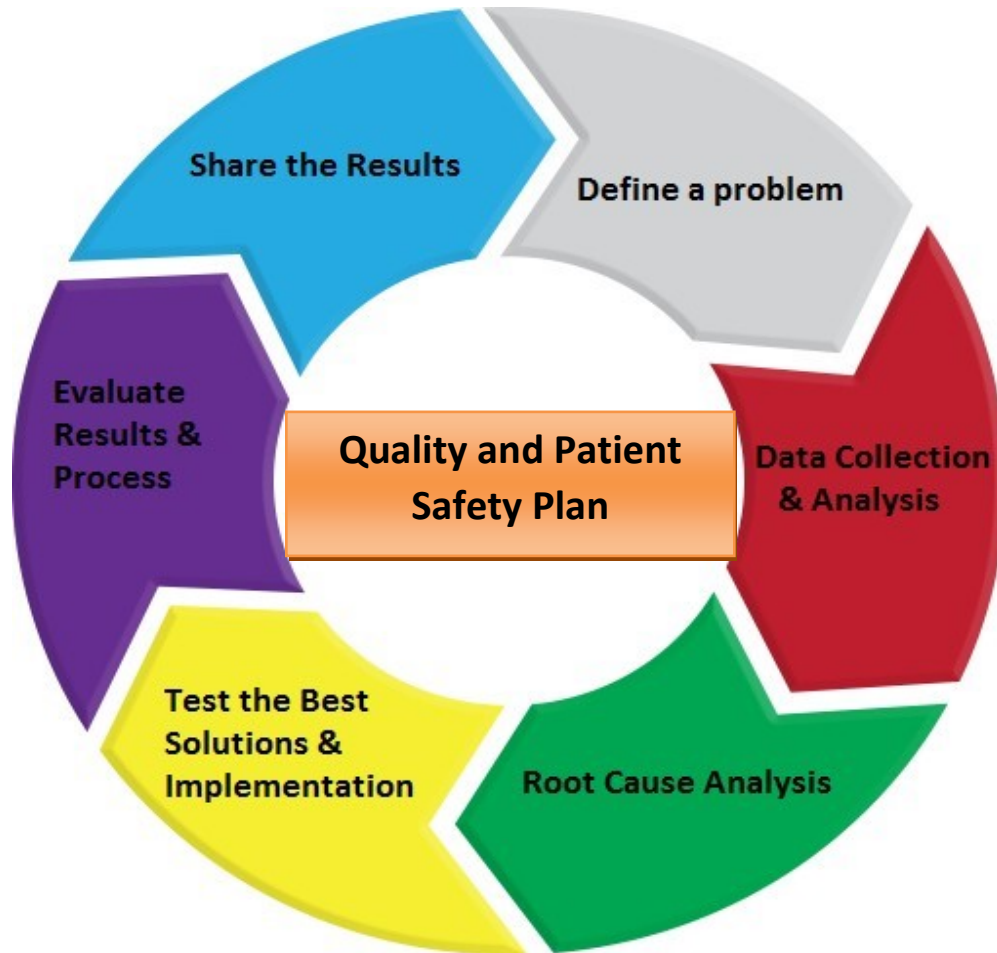 Share the Results
Define a problem
Evaluate
Results &
Process
Quality and Patient
Safety Plan
Data Collection
& Analysis
Test the Best
Solutions &
Implementation
Root Cause Analysis